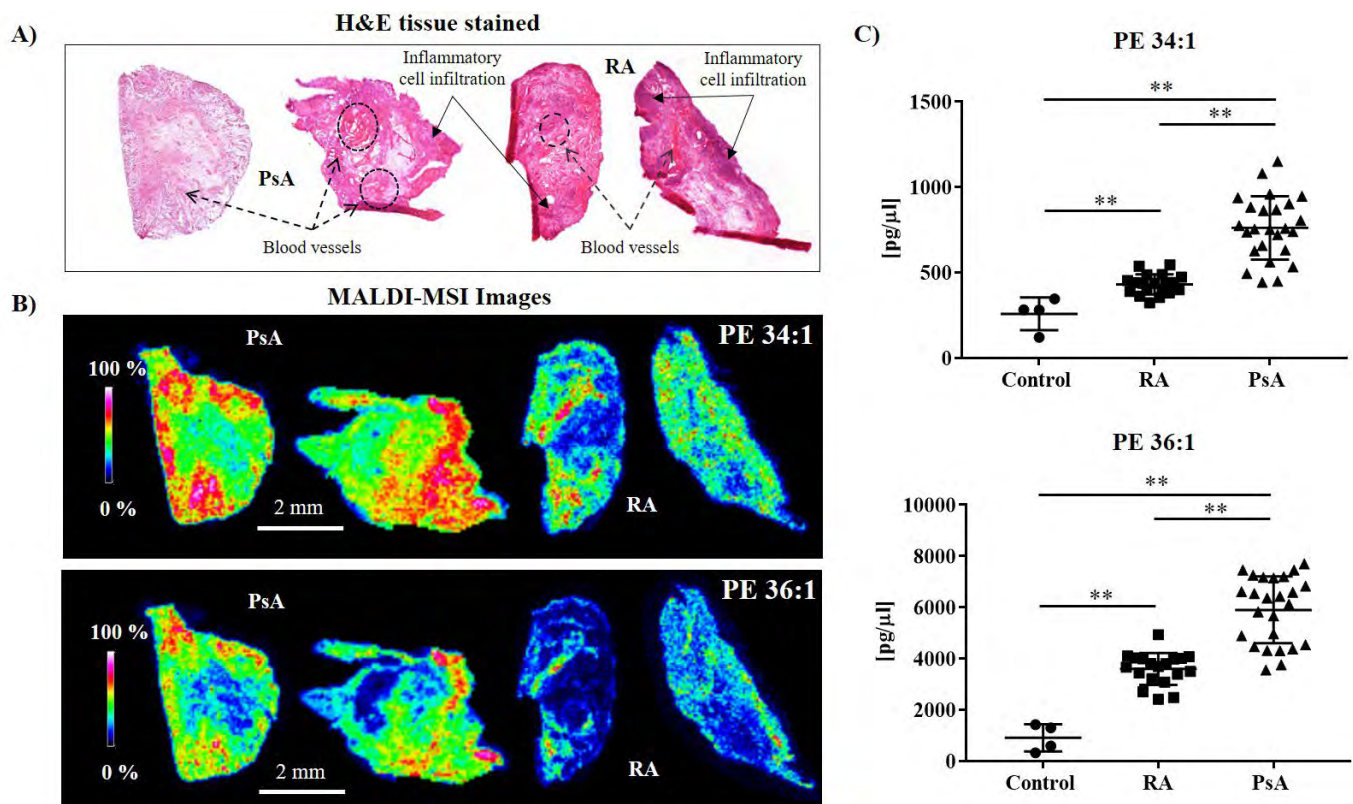 A)
H&E tissue stained
Inflammatory
cell infiltration
RA
Inflammatory
cell infiltration
PsA
Blood vessels
Blood vessels
B)
MALDI-MSI Images
PsA
PE 34:1
100 %
0 %
2 mm
RA
PsA
PE 36:1
100 %
0 %
2 mm
RA
C)
PE 34:1
**
**
**
[pg/µl]
1500
1000
500
0
Control RA PsA
PE 36:1
**
**
**
[pg/µl]
10000
8000
6000
4000
2000
0
Control RA PsA